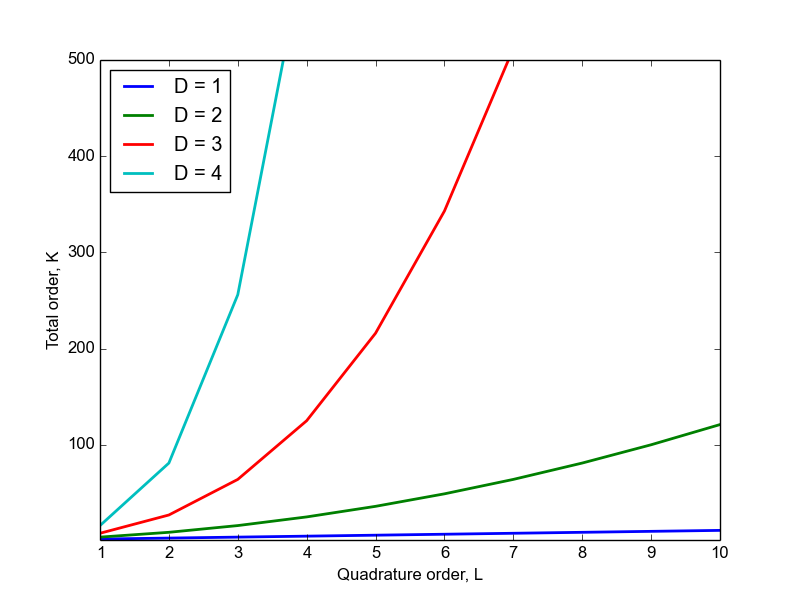 500
400
300
200
100
D = 1
D = 2
D = 3
D = 4
Total order, K
1 2 3 4 5 6 7 8 9 10
Quadrature order, L